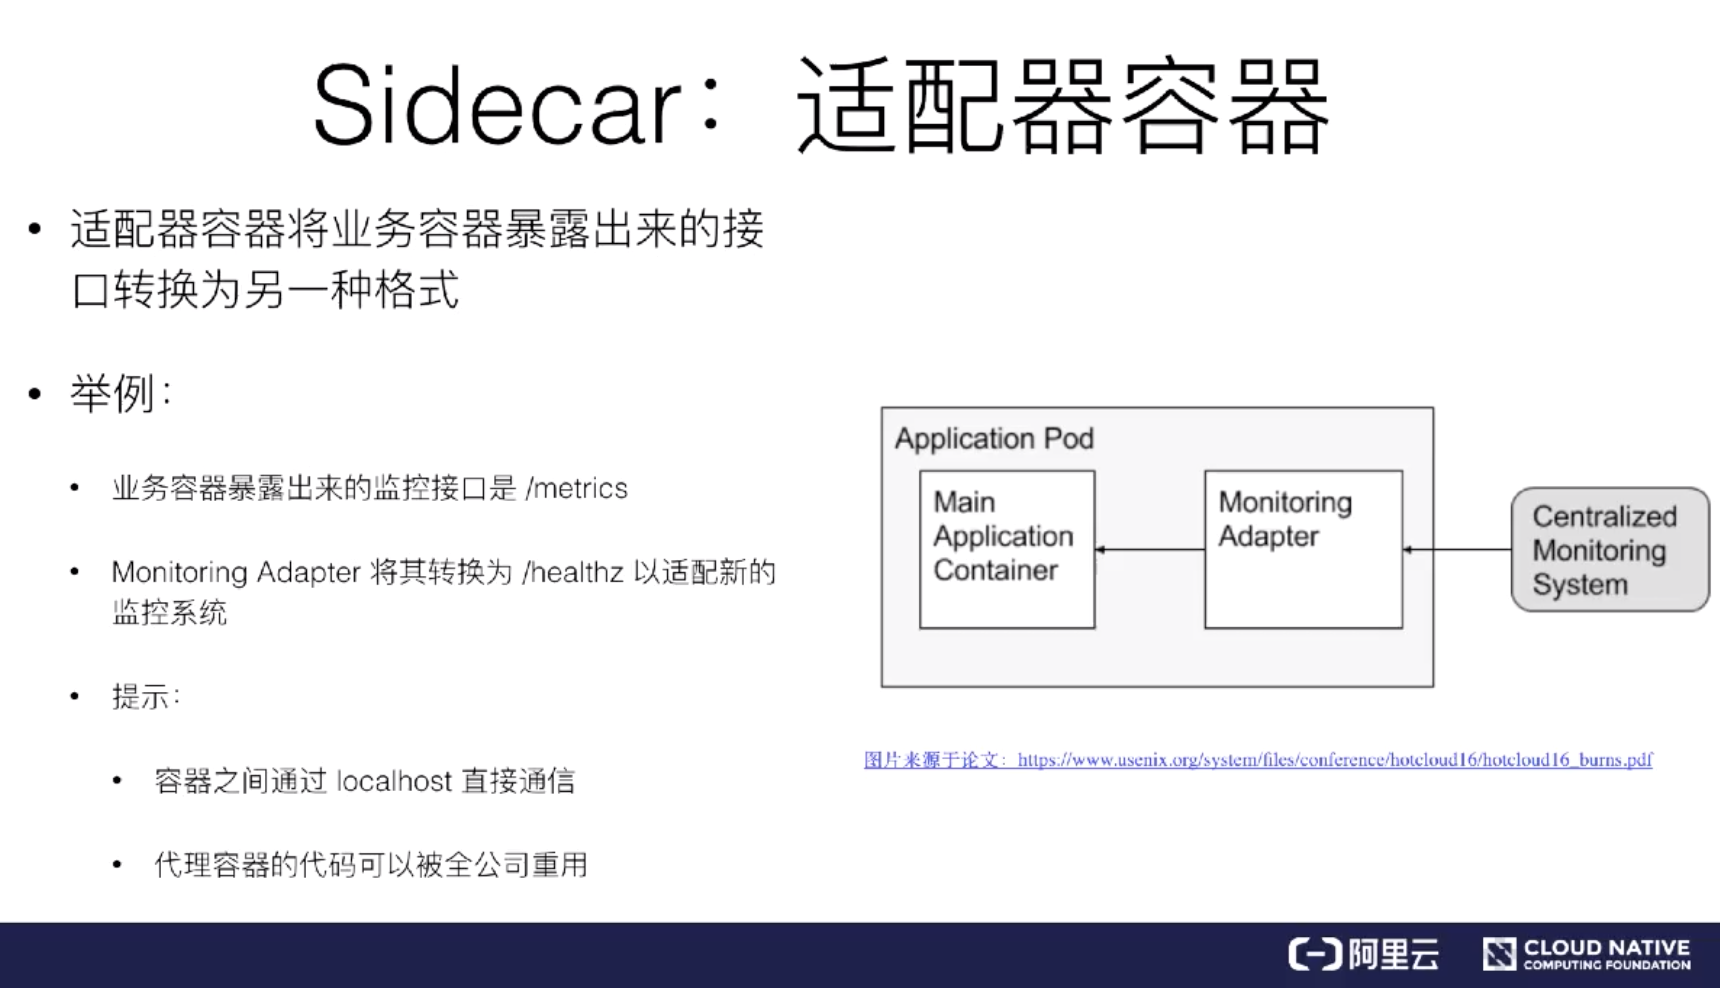 Sidecar：适配器容器
• 适配器容器将业务容器暴露出来的接
口转换为另一种格式
• 举例：
• 业务容器暴露出来的监控接口是 /metrics
• Monitoring Adapter 将其转换为 /healthz 以适配新的
监控系统
• 提示：
• 容器之间通过 localhost 直接通信
• 代理容器的代码可以被全公司重用
Application Pod
Main
Application
Container
Monitoring
Adapter
Centralized
Monitoring
System
图片来源于论文：https://www.usenix.org/system/files/conference/hotcloud16/hotcloud16_burns.pdf
阿里云
CLOUD NATIVE
COMPUTING FOUNDATION